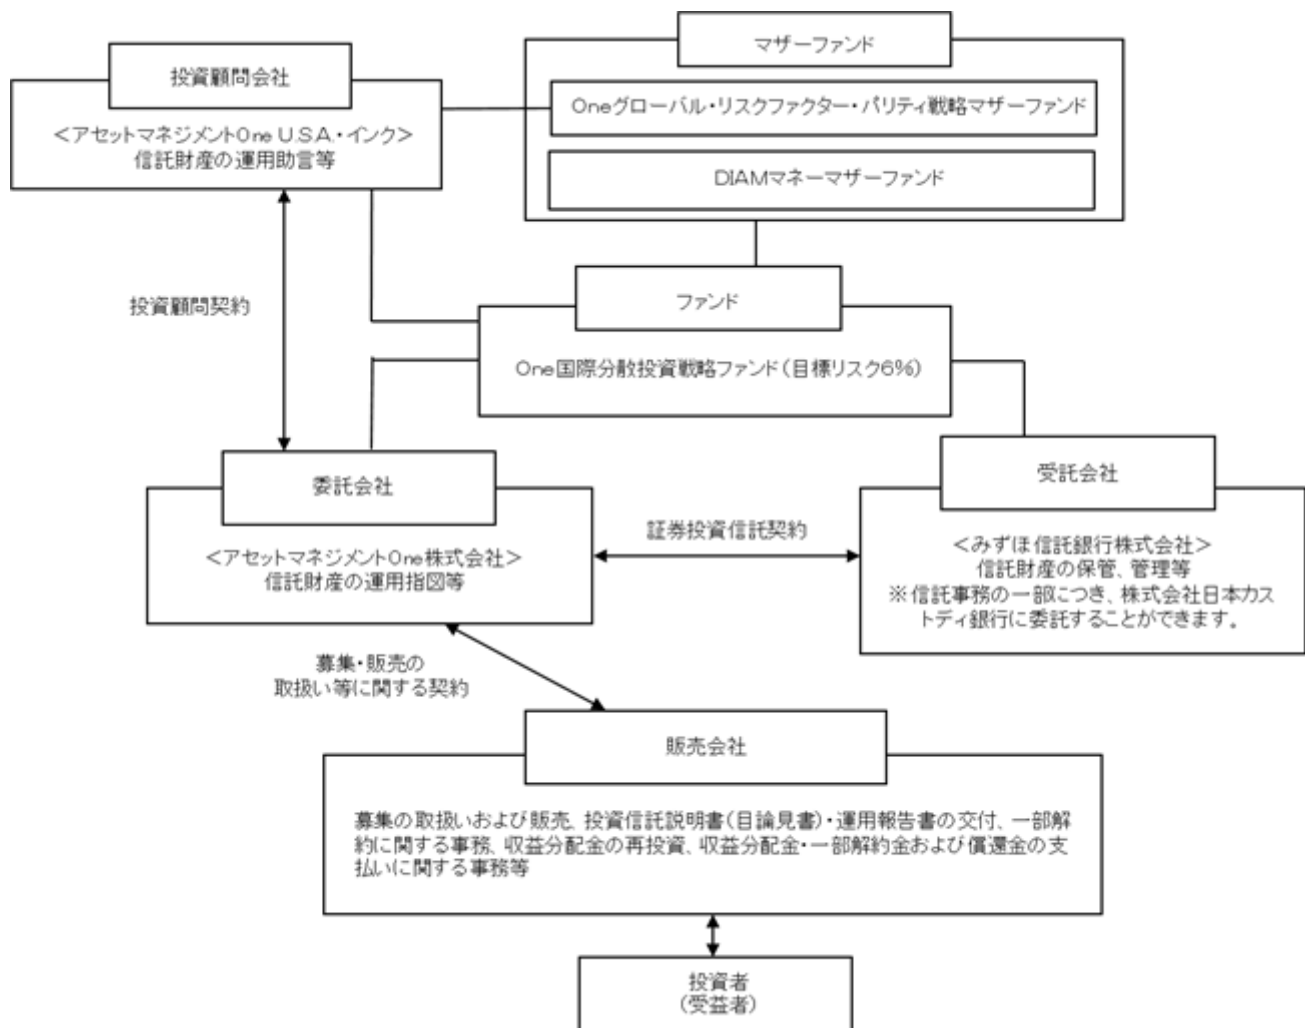 マザーファンド
投資顧問会社
Oneグローバル・リスクファクター・パリティ戦略マザーファンド
＜アセットマネジメントOne U.S.A.・インク＞
信託財産の運用助言等
DIAMマネーマザーファンド
投資顧問契約
ファンド
One国際分散投資戦略ファンド（目標リスク6％）
委託会社
受託会社
証券投資信託契約
＜アセットマネジメントOne株式会社＞
信託財産の運用指図等
＜みずほ信託銀行株式会社＞
信託財産の保管、管理等
※信託事務の一部につき、株式会社日本カス
トディ銀行に委託することができます。
募集・販売の
取扱い等に関する契約
販売会社
募集の取扱いおよび販売、投資信託説明書（目論見書）・運用報告書の交付、一部解
約に関する事務、収益分配金の再投資、収益分配金・一部解約金および償還金の支
払いに関する事務等
投資者
（受益者）